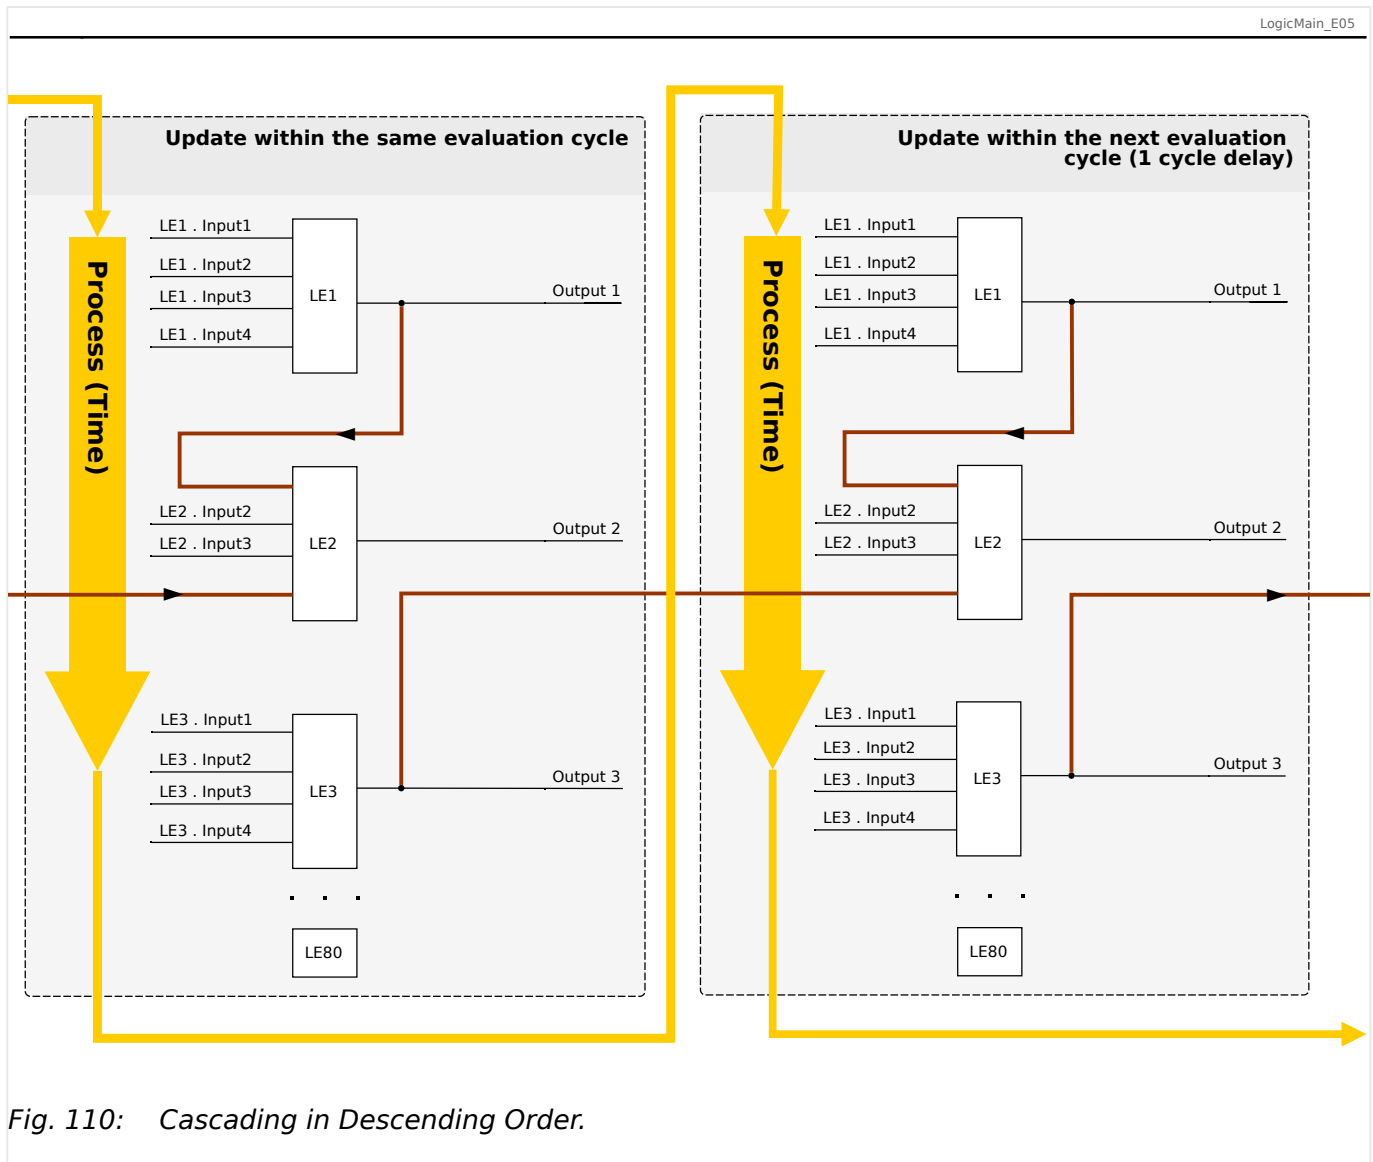 LogicMain_E05
Update within the same evaluation cycle
Process (Time)
LE1 . Input1
LE1 . Input2
LE1 . Input3
LE1 . Input4
LE1
Output 1
LE2 . Input2
LE2 . Input3
LE2
Output 2
LE3 . Input1
LE3 . Input2
LE3 . Input3
LE3 . Input4
LE3
Output 3
. . .
LE80
Update within the next evaluation
cycle (1 cycle delay)
Process (Time)
LE1 . Input1
LE1 . Input2
LE1 . Input3
LE1 . Input4
LE1
Output 1
LE2 . Input2
LE2 . Input3
LE2
Output 2
LE3 . Input1
LE3 . Input2
LE3 . Input3
LE3 . Input4
LE3
Output 3
. . .
LE80
Fig. 110: Cascading in Descending Order.